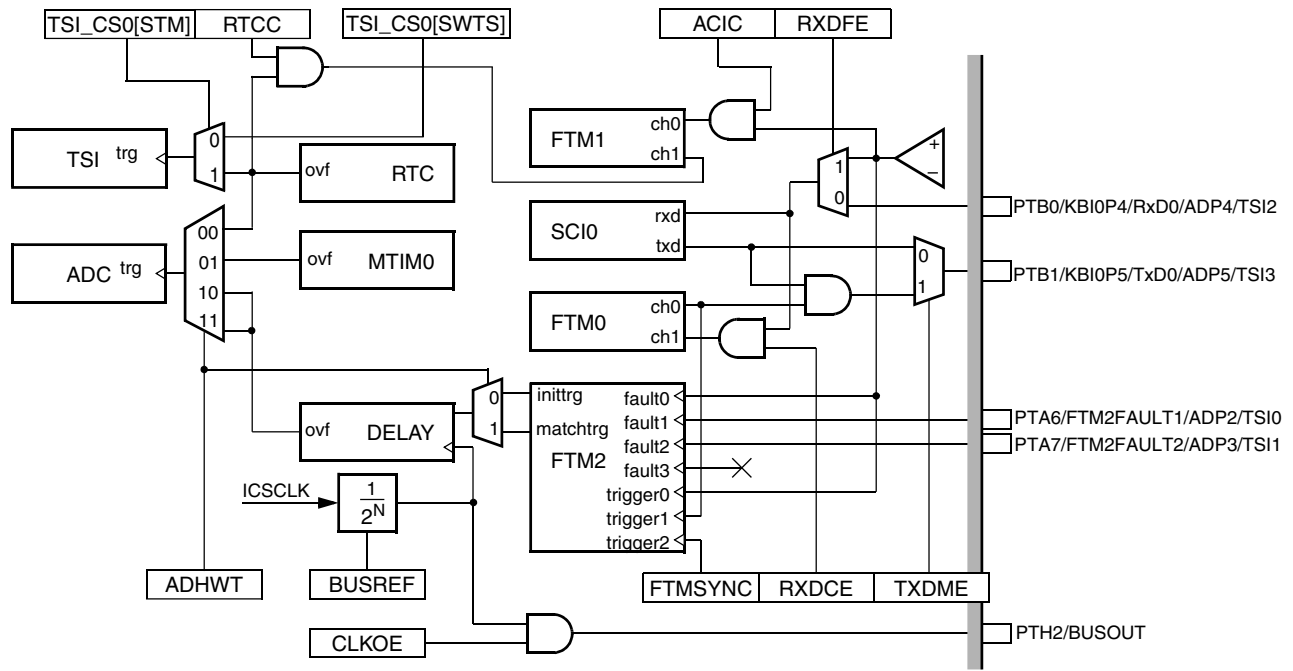 TSI_CS0[STM] RTCC TSI_CS0[SWTS] ACIC RXDFE
TSI trg
0
1
ovf RTC
FTM1
ch0
ch1
+
–
1
0
PTB0/KBI0P4/RxD0/ADP4/TSI2
SCI0
rxd
txd
ADC trg
00
01
10
11
ovf MTIM0
0
1
PTB1/KBI0P5/TxD0/ADP5/TSI3
FTM0
ch0
ch1
ovf DELAY
0
1
inittrg
matchtrg
FTM2
fault0
fault1
fault2
fault3
trigger0
trigger1
trigger2
PTA6/FTM2FAULT1/ADP2/TSI0
PTA7/FTM2FAULT2/ADP3/TSI1
ICSCLK
1
2N
ADHWT BUSREF FTMSYNC RXDCE TXDME
CLKOE
PTH2/BUSOUT